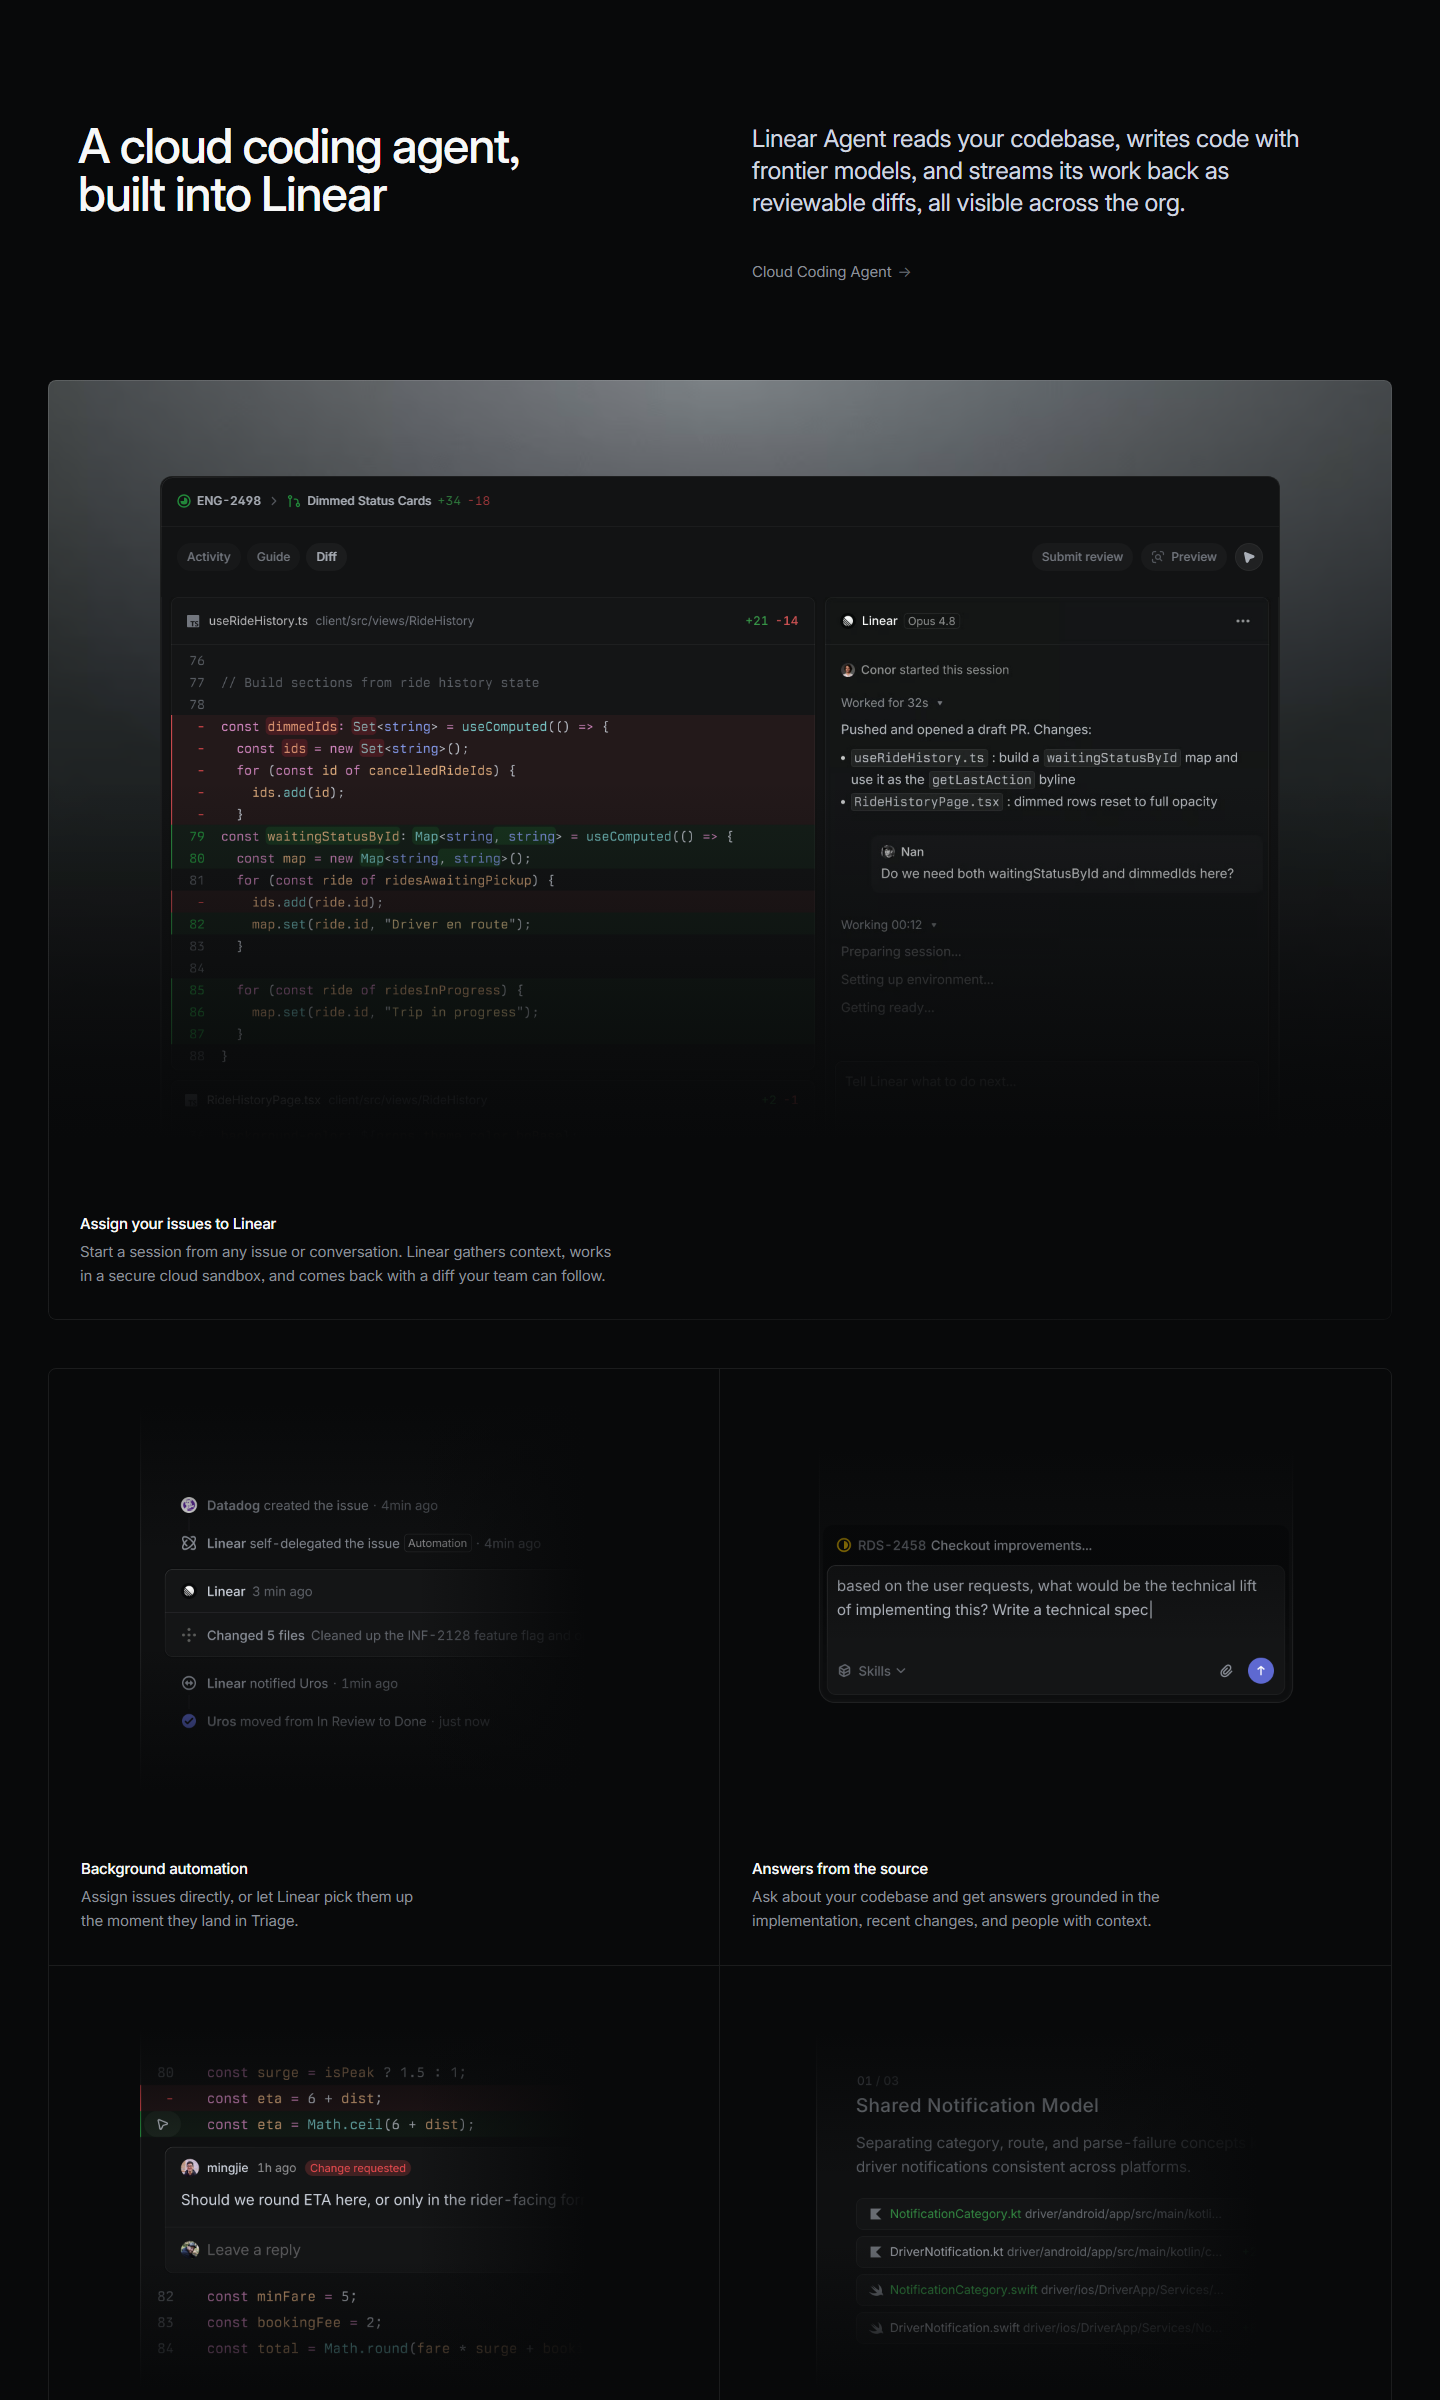 A cloud coding agent,
built into Linear
Linear Agent reads your codebase, writes code with
frontier models, and streams its work back as
reviewable diffs, all visible across the org.
Cloud Coding Agent →
ENG-2498 › Dimmed Status Cards +34 -18
Activity Guide Diff
Submit review Preview
useRideHistory.ts client/src/views/RideHistory +21 -14
76
77 // Build sections from ride history state
78
- const dimmedIds: Set<string> = useComputed(() => {
- const ids = new Set<string>();
- for (const id of cancelledRideIds) {
- ids.add(id);
- }
79 const waitingStatusById: Map<string, string> = useComputed(() => {
80 const map = new Map<string, string>();
81 for (const ride of ridesAwaitingPickup) {
- ids.add(ride.id);
82 map.set(ride.id, "Driver en route");
83 }
84
85 for (const ride of ridesInProgress) {
86 map.set(ride.id, "Trip in progress");
87 }
88 }
RideHistoryPage.tsx client/src/views/RideHistory +2 -1
Linear Opus 4.8
Conor started this session
Worked for 32s
Pushed and opened a draft PR. Changes:
• useRideHistory.ts : build a waitingStatusById map and
use it as the getLastAction byline
• RideHistoryPage.tsx : dimmed rows reset to full opacity
Nan
Do we need both waitingStatusById and dimmedIds here?
Working 00:12
Preparing session...
Setting up environment...
Getting ready...
Tell Linear what to do next...
Assign your issues to Linear
Start a session from any issue or conversation. Linear gathers context, works
in a secure cloud sandbox, and comes back with a diff your team can follow.
Datadog created the issue · 4min ago
Linear self-delegated the issue Automation · 4min ago
Linear 3 min ago
Changed 5 files Cleaned up the INF-2128 feature flag and
Linear notified Uros · 1min ago
Uros moved from In Review to Done · just now
Background automation
Assign issues directly, or let Linear pick them up
the moment they land in Triage.
RDS-2458 Checkout improvements...
based on the user requests, what would be the technical lift
of implementing this? Write a technical spec
Skills
Answers from the source
Ask about your codebase and get answers grounded in the
implementation, recent changes, and people with context.
80 const surge = isPeak ? 1.5 : 1;
- const eta = 6 + dist;
const eta = Math.ceil(6 + dist);
mingjie 1h ago Change requested
Should we round ETA here, or only in the rider-facing
Leave a reply
82 const minFare = 5;
83 const bookingFee = 2;
84 const total = Math.round(fare * surge +
01 / 03
Shared Notification Model
Separating category, route, and parse-failure concepts
driver notifications consistent across platforms.
NotificationCategory.kt driver/android/app/src/main/kotli...
DriverNotification.kt driver/android/app/src/main/kotlin/c...
NotificationCategory.swift driver/ios/DriverApp/Services/...
DriverNotification.swift driver/ios/DriverApp/Services/No...